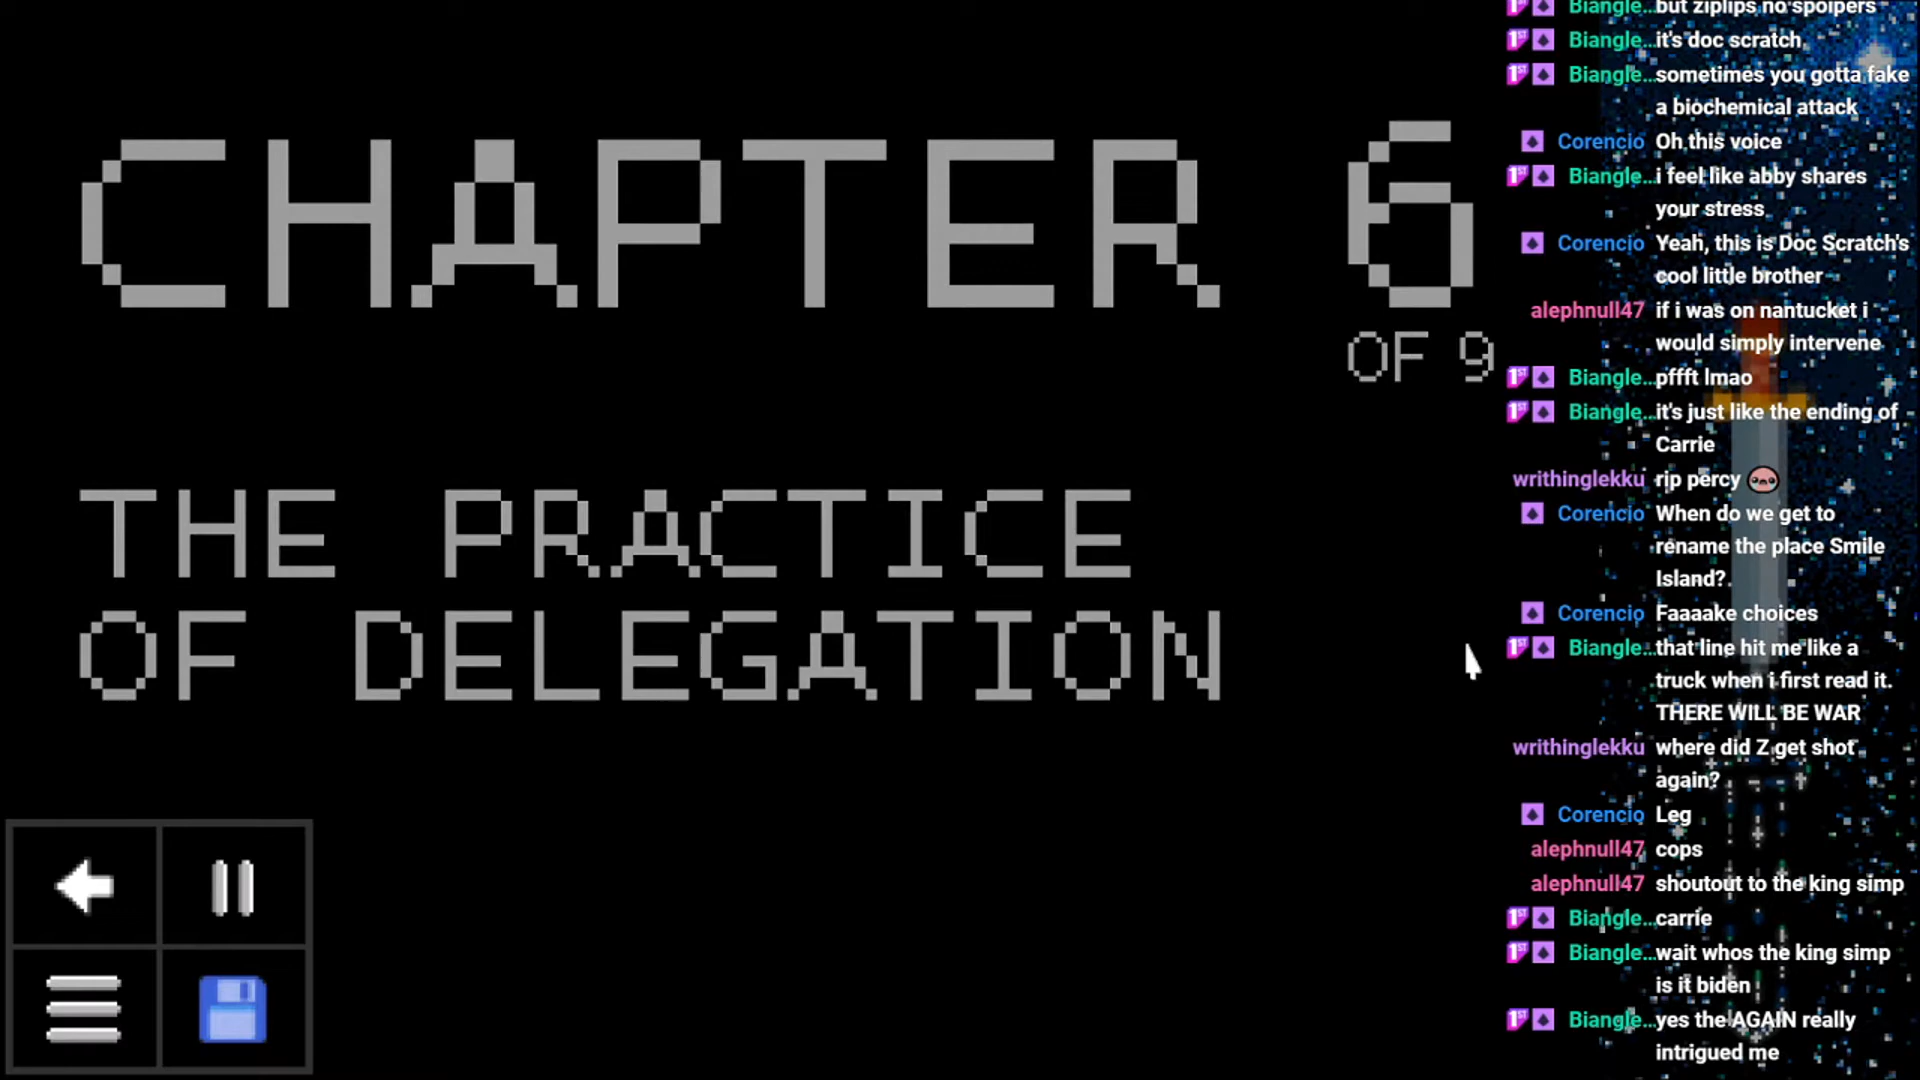 CHAPTER 6
OF 9
THE PRACTICE
OF DELEGATION
Biangle... but ziplips no spoipers
Biangle... it's doc scratch
Biangle... sometimes you gotta fake
a biochemical attack
Corencio Oh this voice
Biangle... i feel like abby shares
your stress
Corencio Yeah, this is Doc Scratch's
cool little brother
alephnull47 if i was on nantucket i
would simply intervene
Biangle... pffft lmao
Biangle... it's just like the ending of
Carrie
writhinglekku rip percy
Corencio When do we get to
rename the place Smile
Island?
Corencio Faaaake choices
Biangle... that line hit me like a
truck when i first read it.
THERE WILL BE WAR
writhinglekku where did Z get shot
again?
Corencio Leg
alephnull47 cops
alephnull47 shoutout to the king simp
Biangle... carrie
Biangle... wait whos the king simp
is it biden
Biangle... yes the AGAIN really
intrigued me